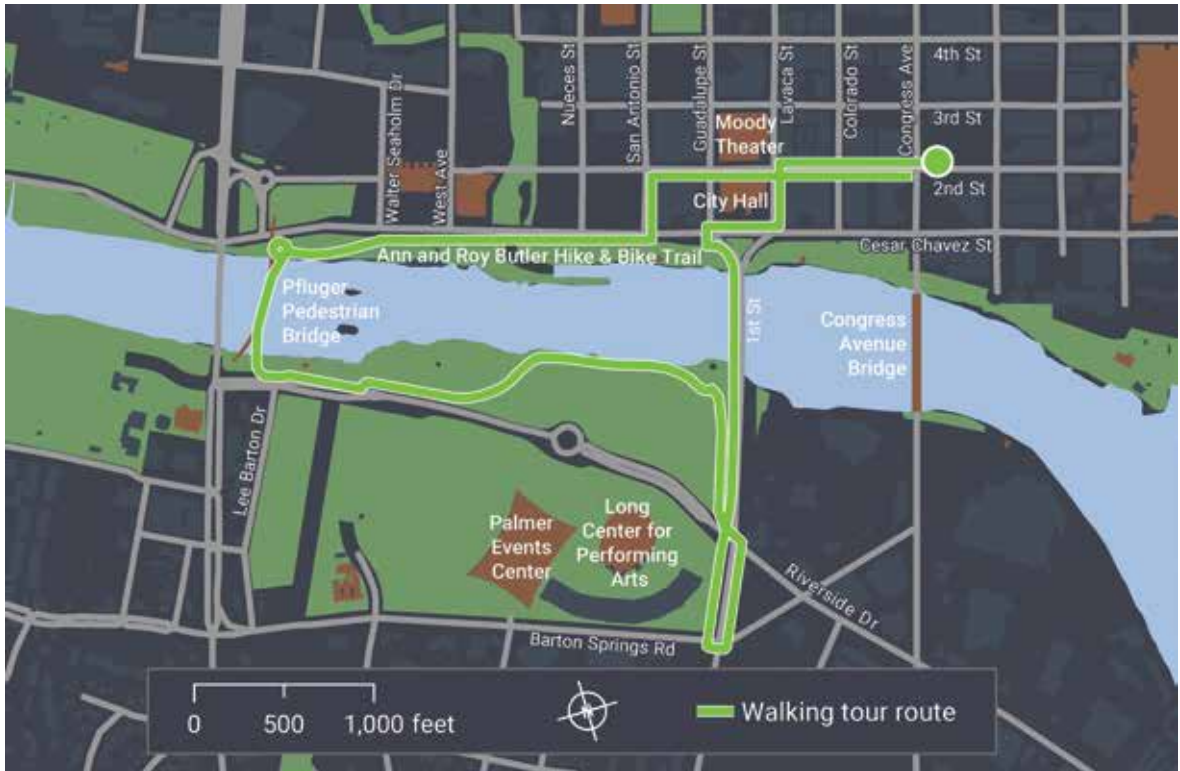 4th St
3rd St
2nd St
Nueces St
San Antonio St
Guadalupe St
Lavaca St
Colorado St
Congress Ave
Walter Seaholm Dr
West Ave
Moody
Theater
City Hall
Cesar Chavez St
Ann and Roy Butler Hike & Bike Trail
Pfluger
Pedestrian
Bridge
1st St
Congress
Avenue
Bridge
Lee Barton Dr
Palmer
Events
Center
Long
Center for
Performing
Arts
Riverside Dr
Barton Springs Rd
0 500 1,000 feet
Walking tour route